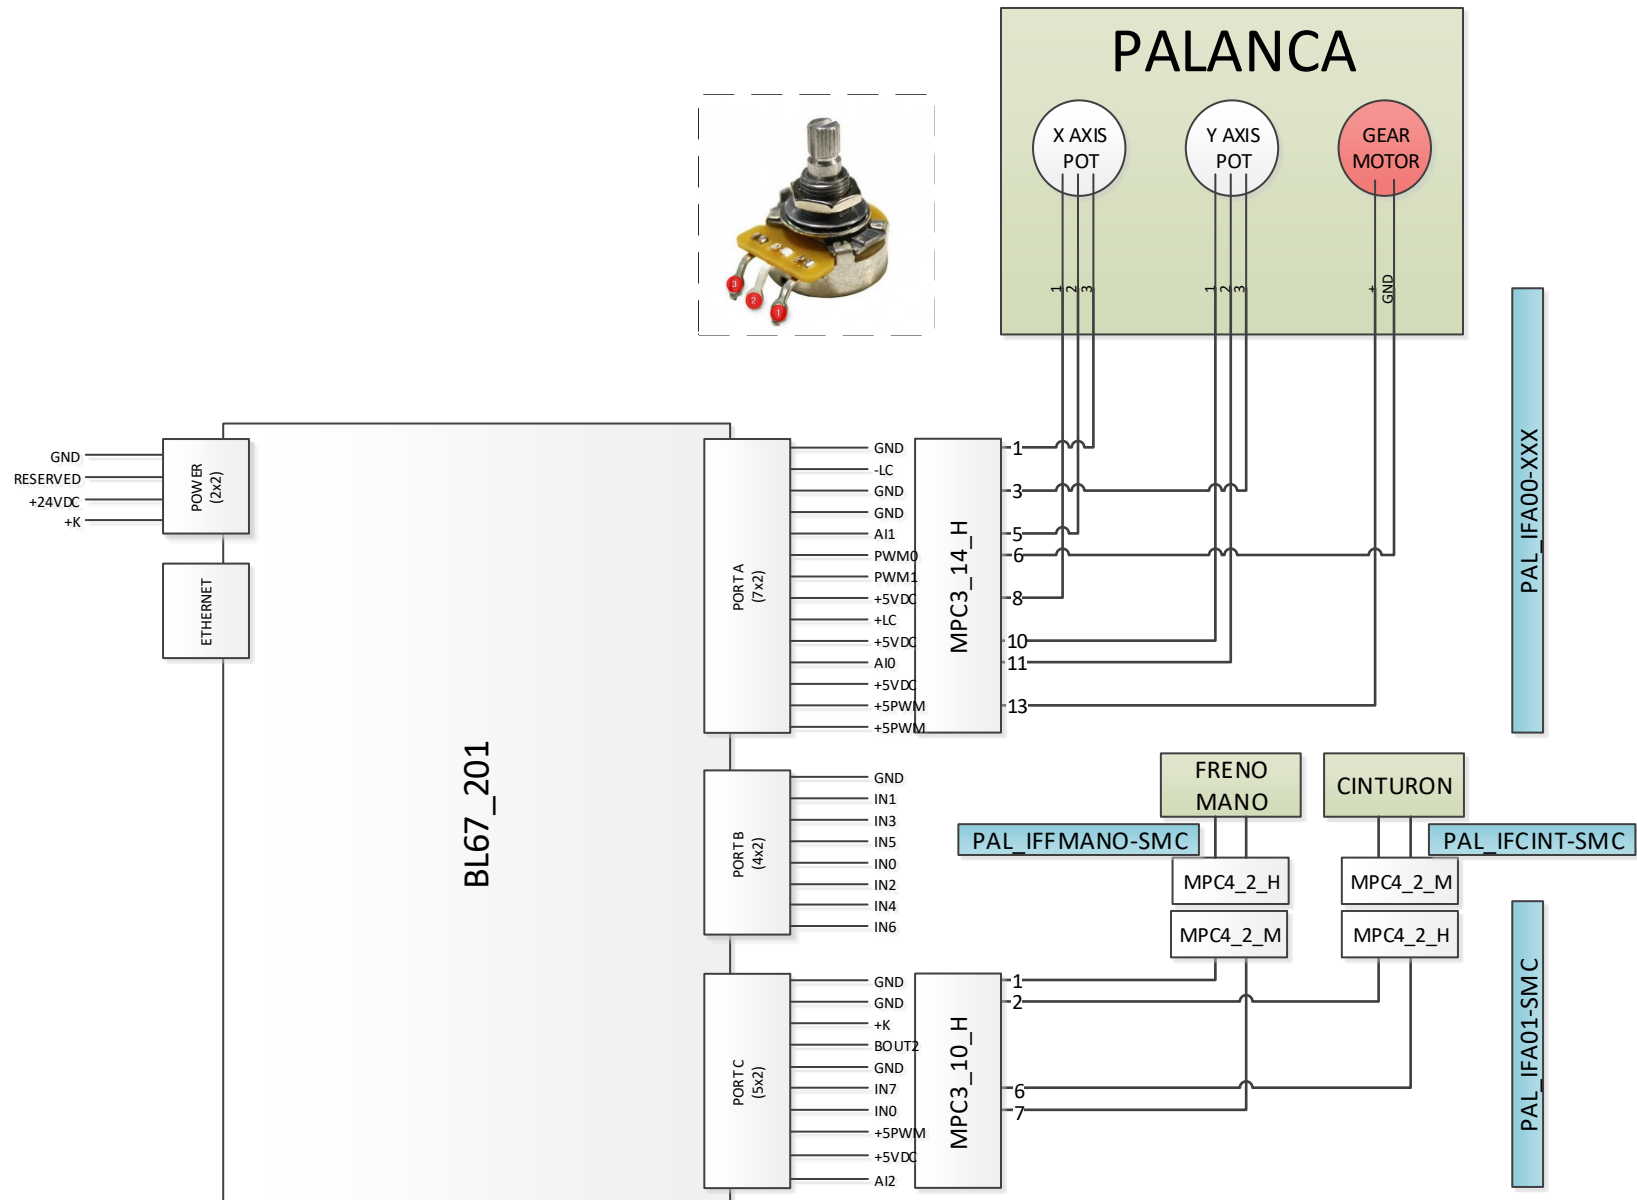 PALANCA
X AXIS
POT
Y AXIS
POT
GEAR
MOTOR
1
2
3
1
2
3
+
GND
3
2
1
PAL_IFA00-XXX
GND
RESERVED
+24VDC
+K
POWER
(2x2)
ETHERNET
BL67_201
PORT A
(7x2)
GND
-LC
GND
GND
AI1
PWM0
PWM1
+5VDC
+LC
+5VDC
AI0
+5VDC
+5PWM
+5PWM
MPC3_14_H
1
3
5
6
8
10
11
13
PORT B
(4x2)
GND
IN1
IN3
IN5
IN0
IN2
IN4
IN6
FRENO
MANO
CINTURON
PAL_IFFMANO-SMC
PAL_IFCINT-SMC
MPC4_2_H
MPC4_2_M
MPC4_2_M
MPC4_2_H
PORT C
(5x2)
GND
GND
+K
BOUT2
GND
IN7
IN0
+5PWM
+5VDC
AI2
MPC3_10_H
1
2
6
7
PAL_IFA01-SMC